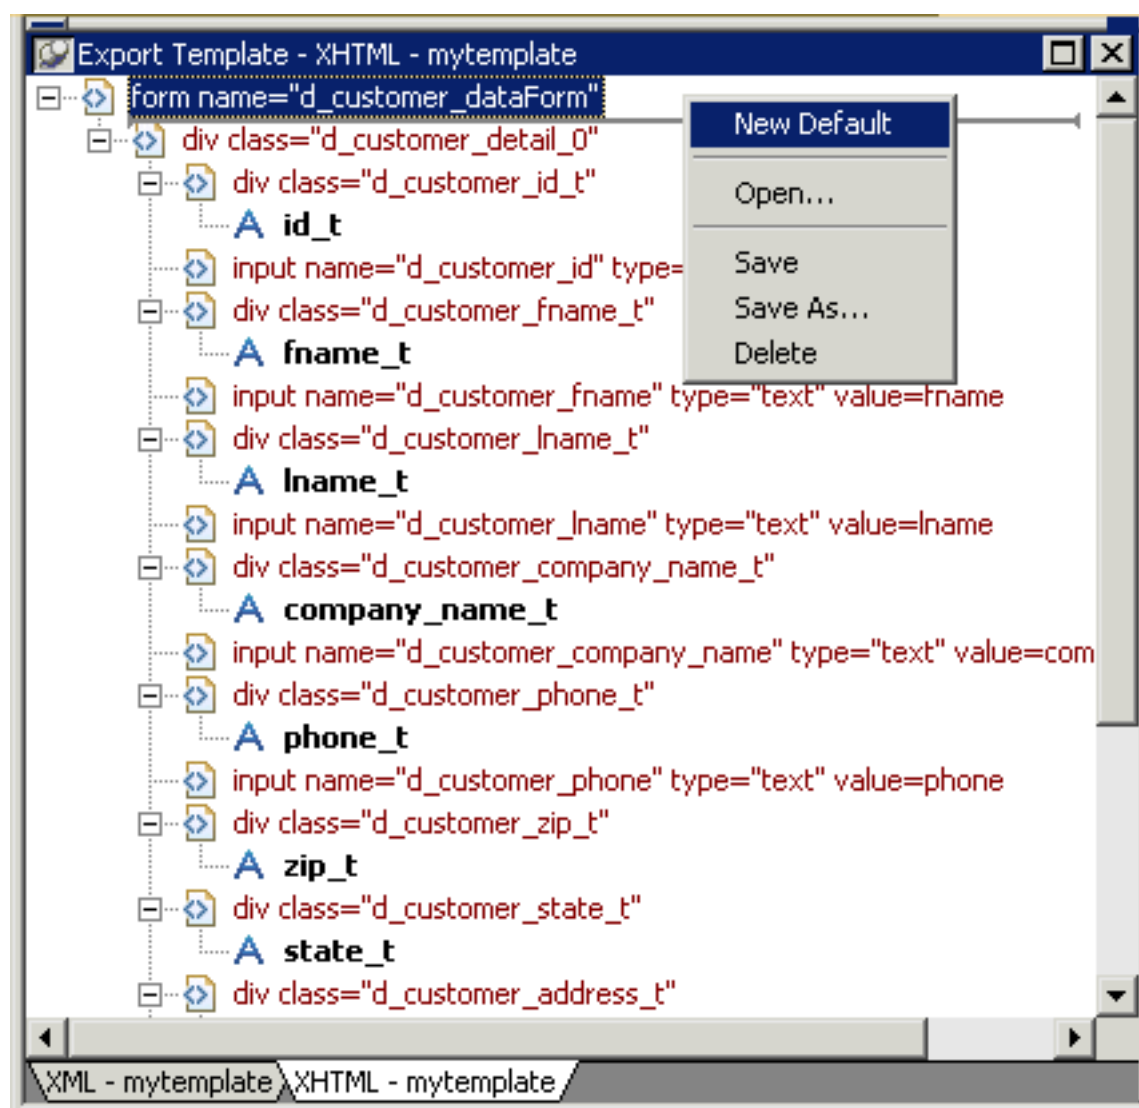 Export Template - XHTML - mytemplate
form name="d_customer_dataForm"
New Default
div class="d_customer_detail_0"
div class="d_customer_id_t"
Open...
A id_t
input name="d_customer_id" type=
Save
div class="d_customer_fname_t"
Save As...
A fname_t
Delete
input name="d_customer_fname" type="text" value=fname
div class="d_customer_lname_t"
A lname_t
input name="d_customer_lname" type="text" value=lname
div class="d_customer_company_name_t"
A company_name_t
input name="d_customer_company_name" type="text" value=com
div class="d_customer_phone_t"
A phone_t
input name="d_customer_phone" type="text" value=phone
div class="d_customer_zip_t"
A zip_t
div class="d_customer_state_t"
A state_t
div class="d_customer_address_t"
XML - mytemplate XHTML - mytemplate